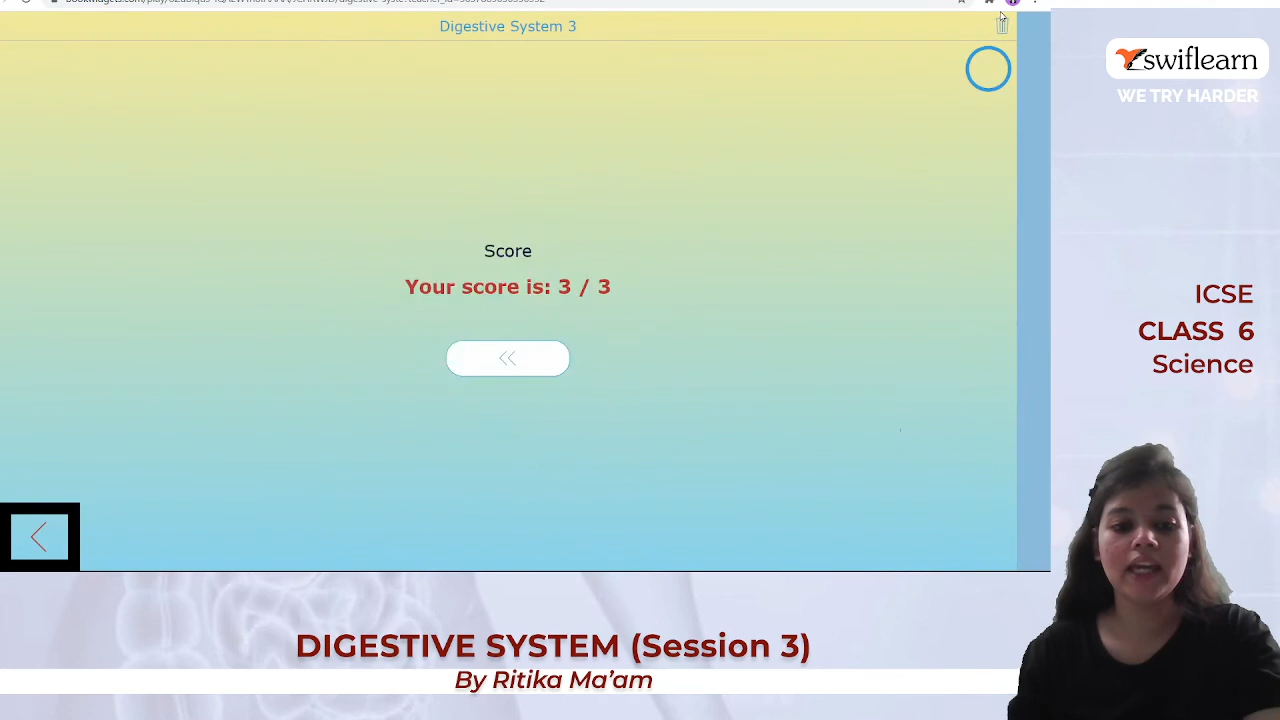 Digestive System 3
swiflearn
WE TRY HARDER
Score
Your score is: 3 / 3
ICSE
CLASS 6
Science
DIGESTIVE SYSTEM (Session 3)
By Ritika Ma'am